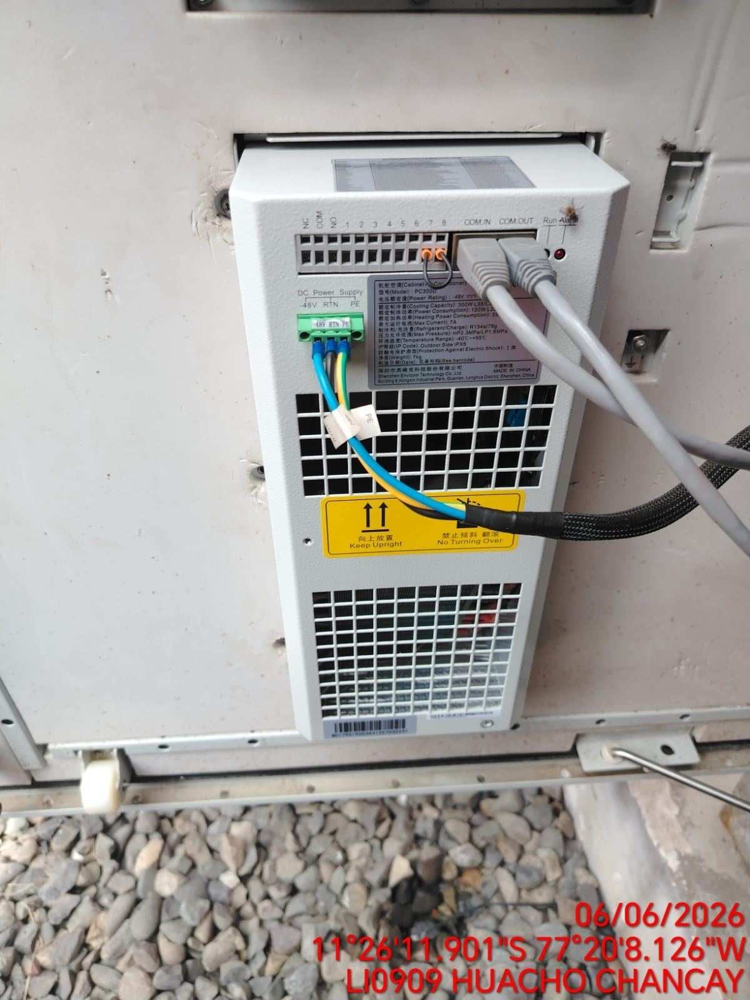 NC COM NO 1 2 3 4 5 6 7 8 COM.IN COM.OUT Run Alarm
DC Power Supply
-48V RTN PE
-48V RTN PE
机柜空调(Cabinet Air Conditioner)
型号(Model): PC300D
电压额定值(Power Rating): -48V
额定制冷量(Cooling Capacity): 300W L35/L
额定制冷功率(Power Consumption): 120W L35
额定加热功率(Heating Power Consumption): 33
最大运行电流(Max Current): 7A
制冷剂/充注量(Refrigerant/Charge): R134a/78g
压力允许范围(Max Pressure): HP2.3MPa/LP1.6MPa
环境温度(Temperature Range): -40℃~+55℃
IP等级(IP Code): Outdoor Side IPX5
防触电保护类型(Protection Against Electric Shock): I 类
净重(Weight): 7kg
制造日期(Data): 见条形码(See barcode)
深圳市英维克科技股份有限公司
中国制造
MADE IN CHINA
Shenzhen Envicool Technology Co., Ltd.
Building 9, Hongxin Industrial Park, Guanlan, Longhua District, Shenzhen, China
-48V
PE
向上放置
Keep Upright
禁止倾斜 翻滚
No Turning Over
06/06/2026
11°26'11.901"S 77°20'8.126"W
LI0909 HUACHO CHANCAY